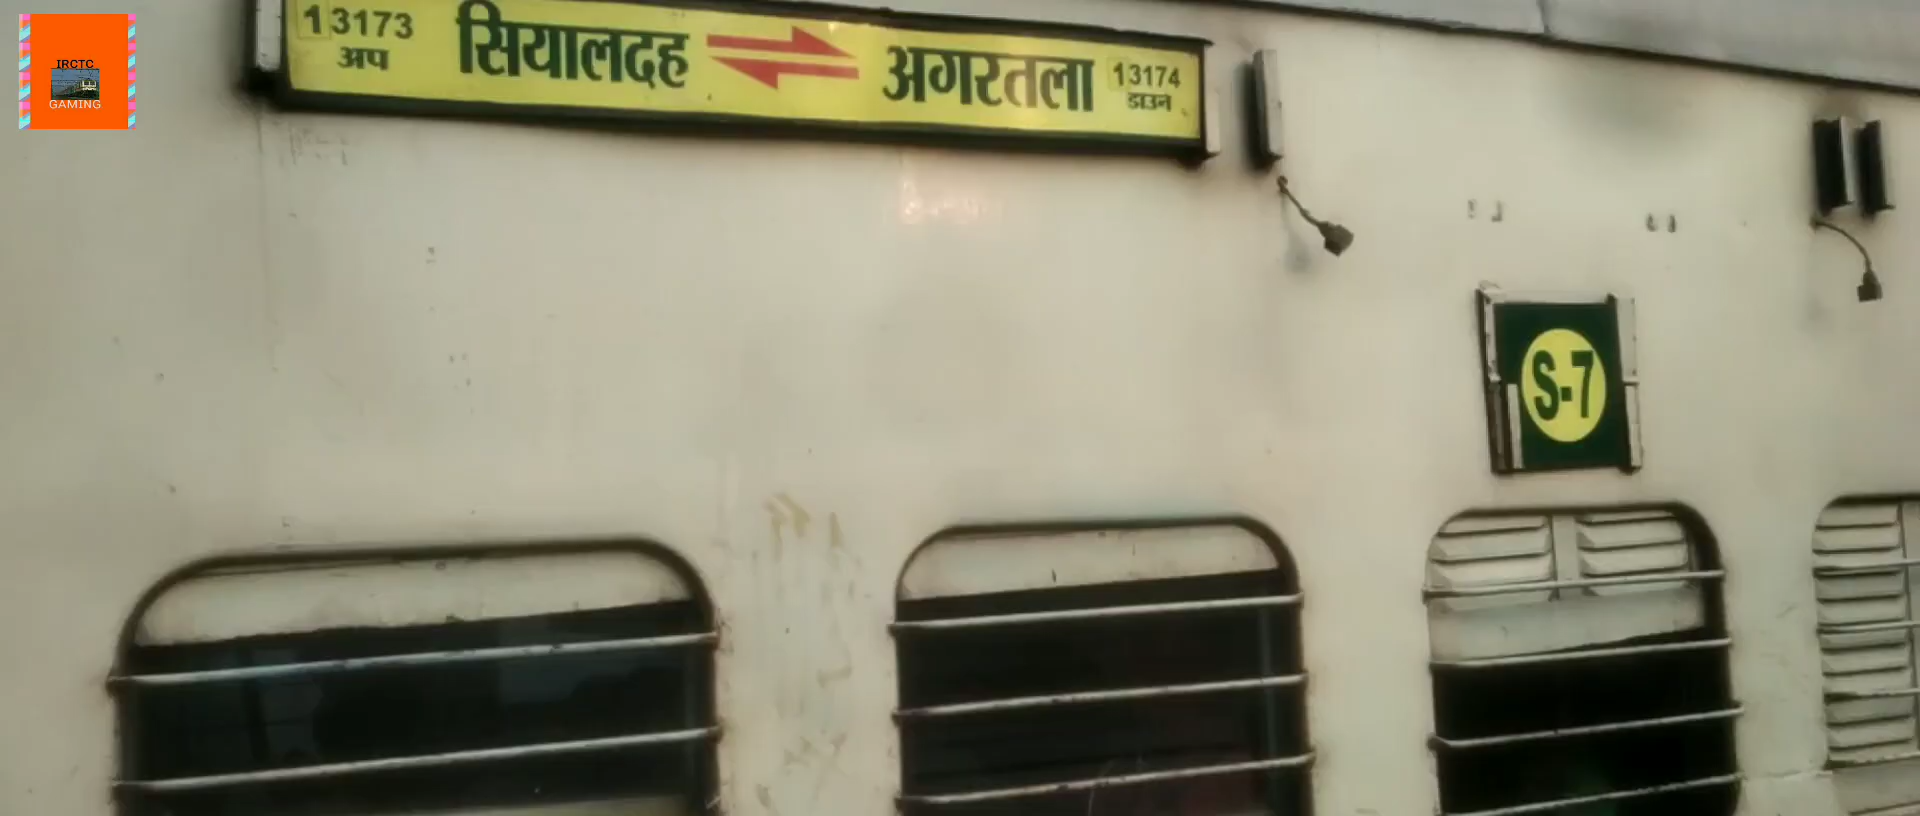 IRCTC
GAMING
13173
अप
सियालदह
अगरतला
13174
डाउन
S-7